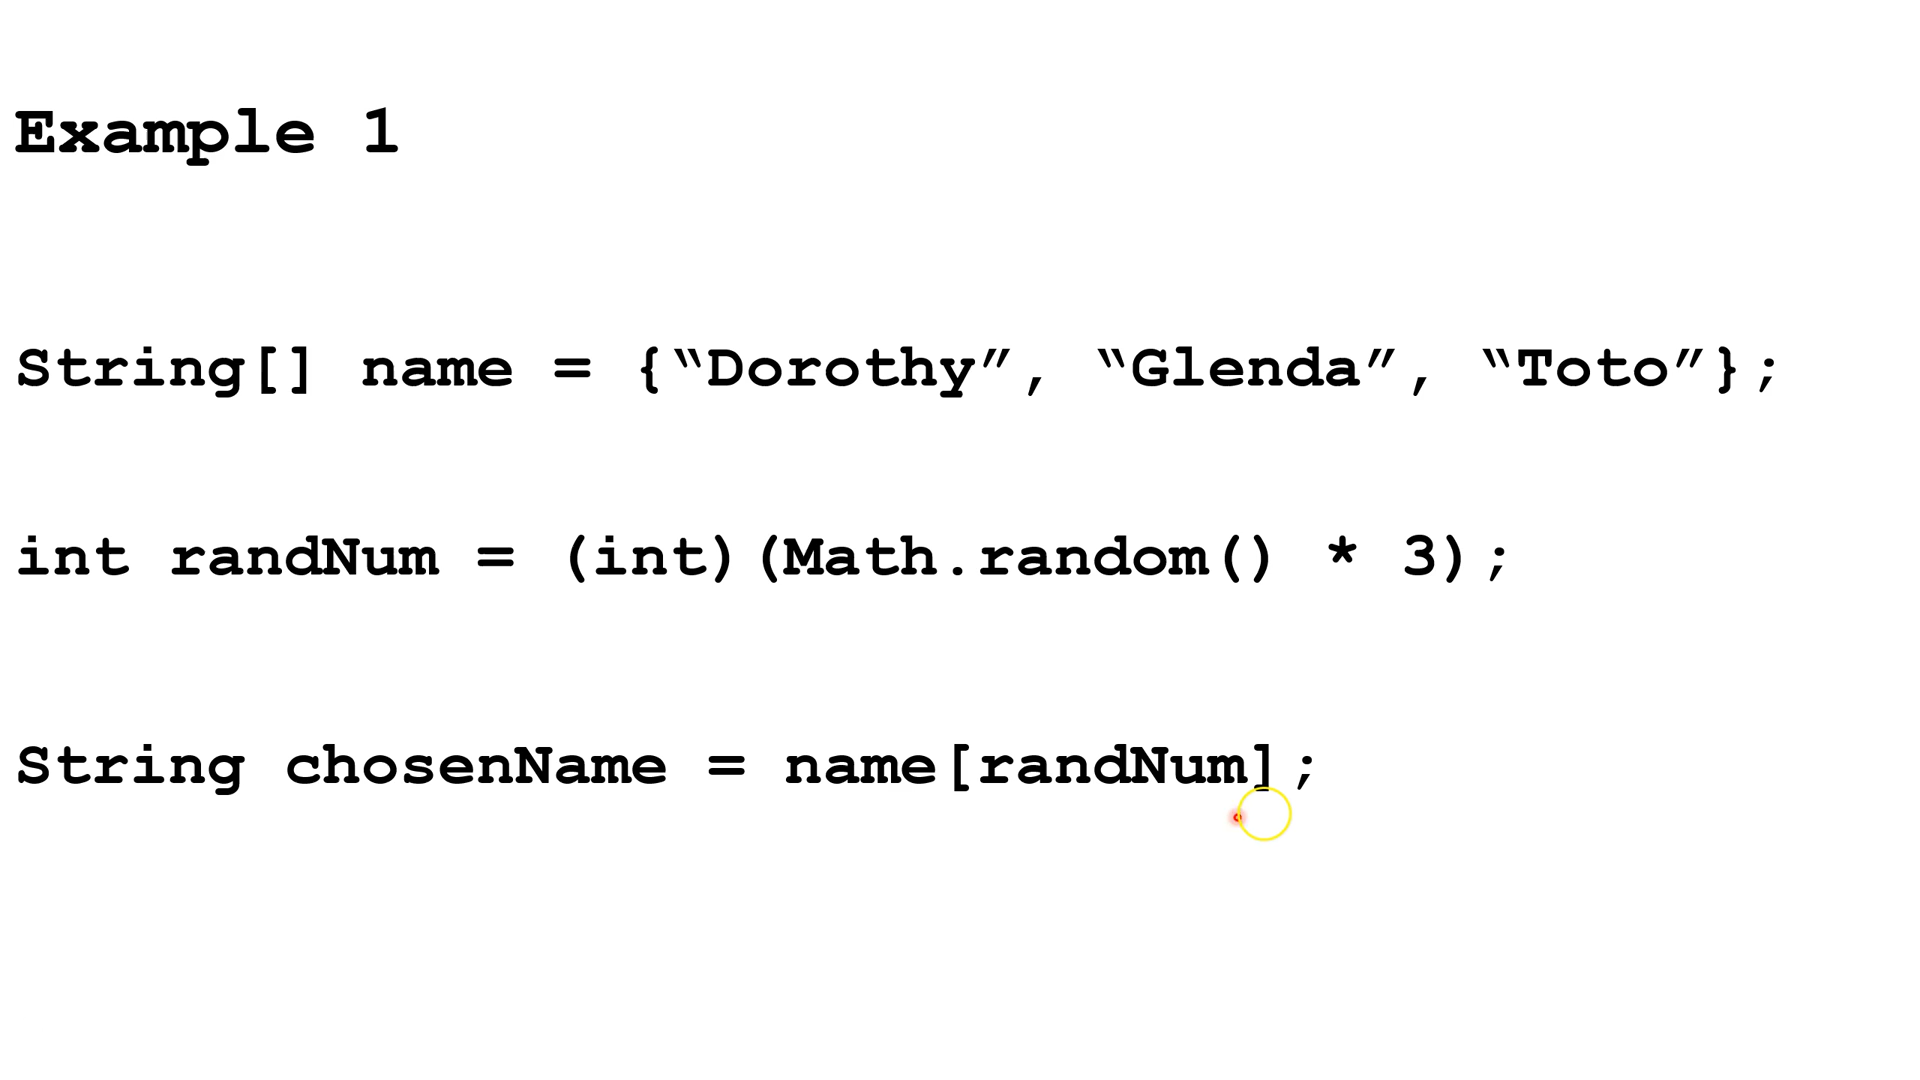 Example 1
String[] name = {“Dorothy”, “Glenda”, “Toto”};
int randNum = (int)(Math.random() * 3);
String chosenName = name[randNum];